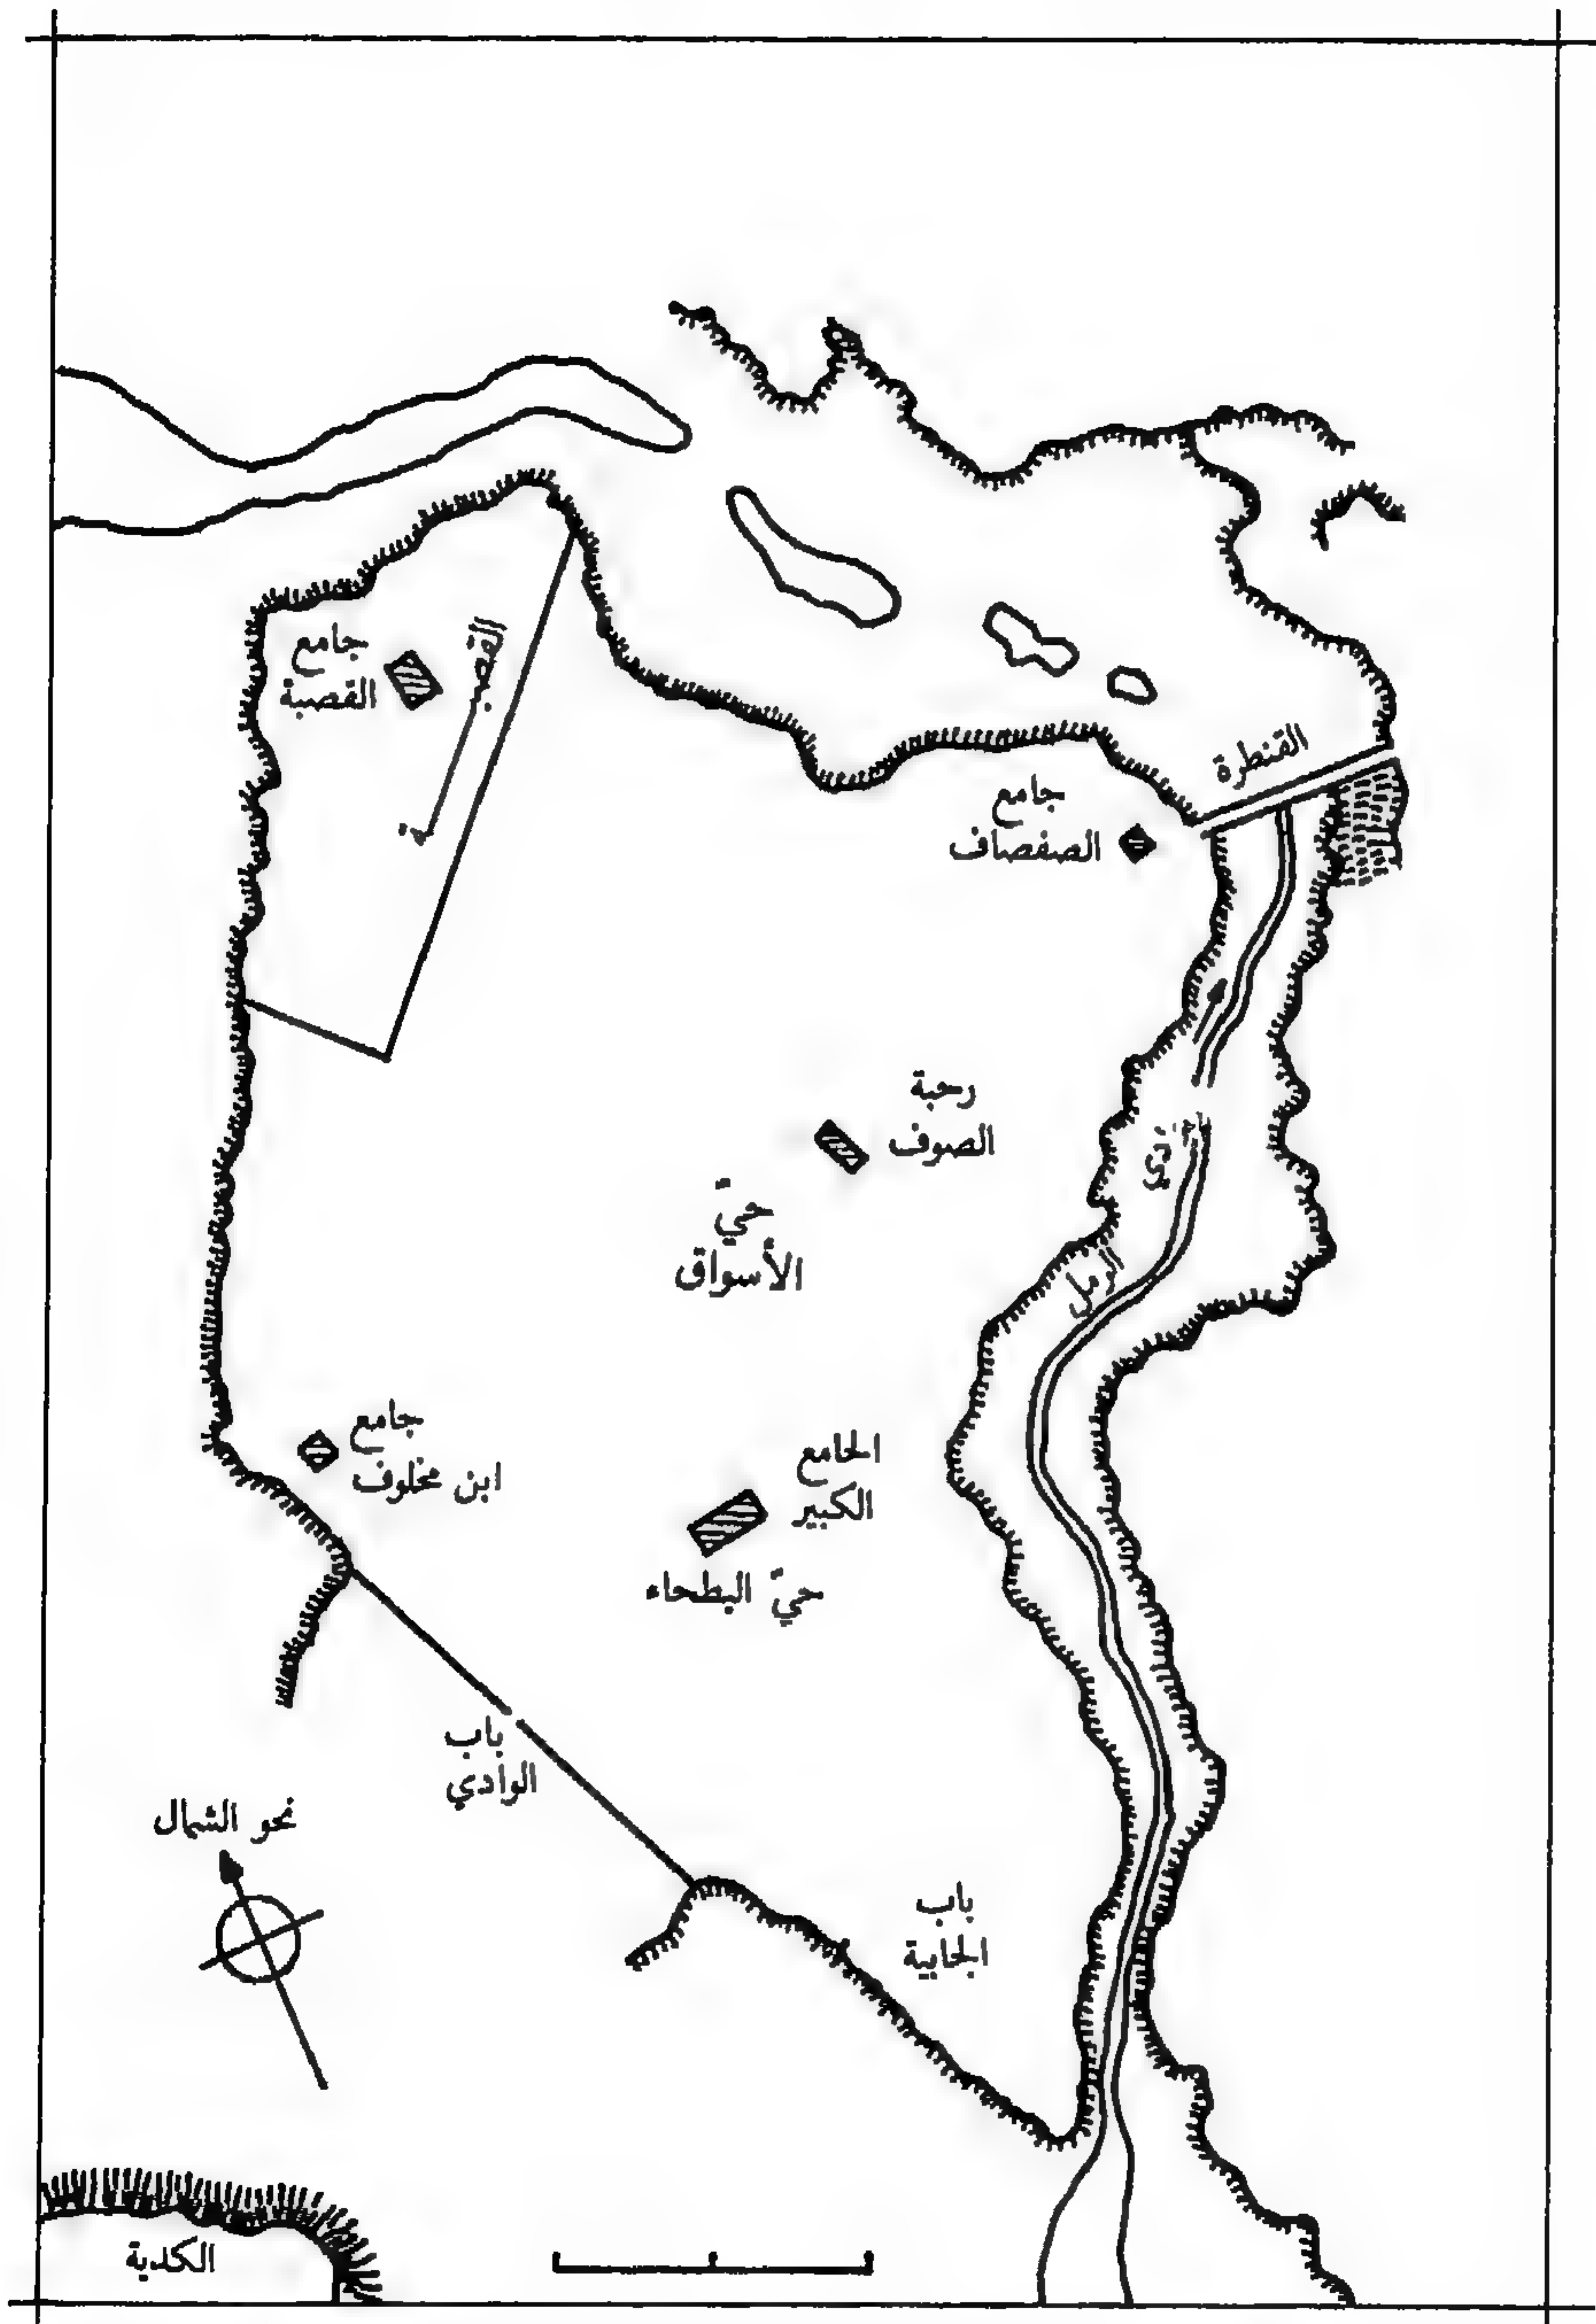 جامع
القصبة
القصبة
القنطرة
جامع
الصفصاف
رحبة
الصوف
حيّ
الأسواق
الرمل
جامع
ابن مخلوف
الجامع
الكبير
حيّ البطحاء
باب
الوادي
نحو الشمال
باب
الجابية
الكدية